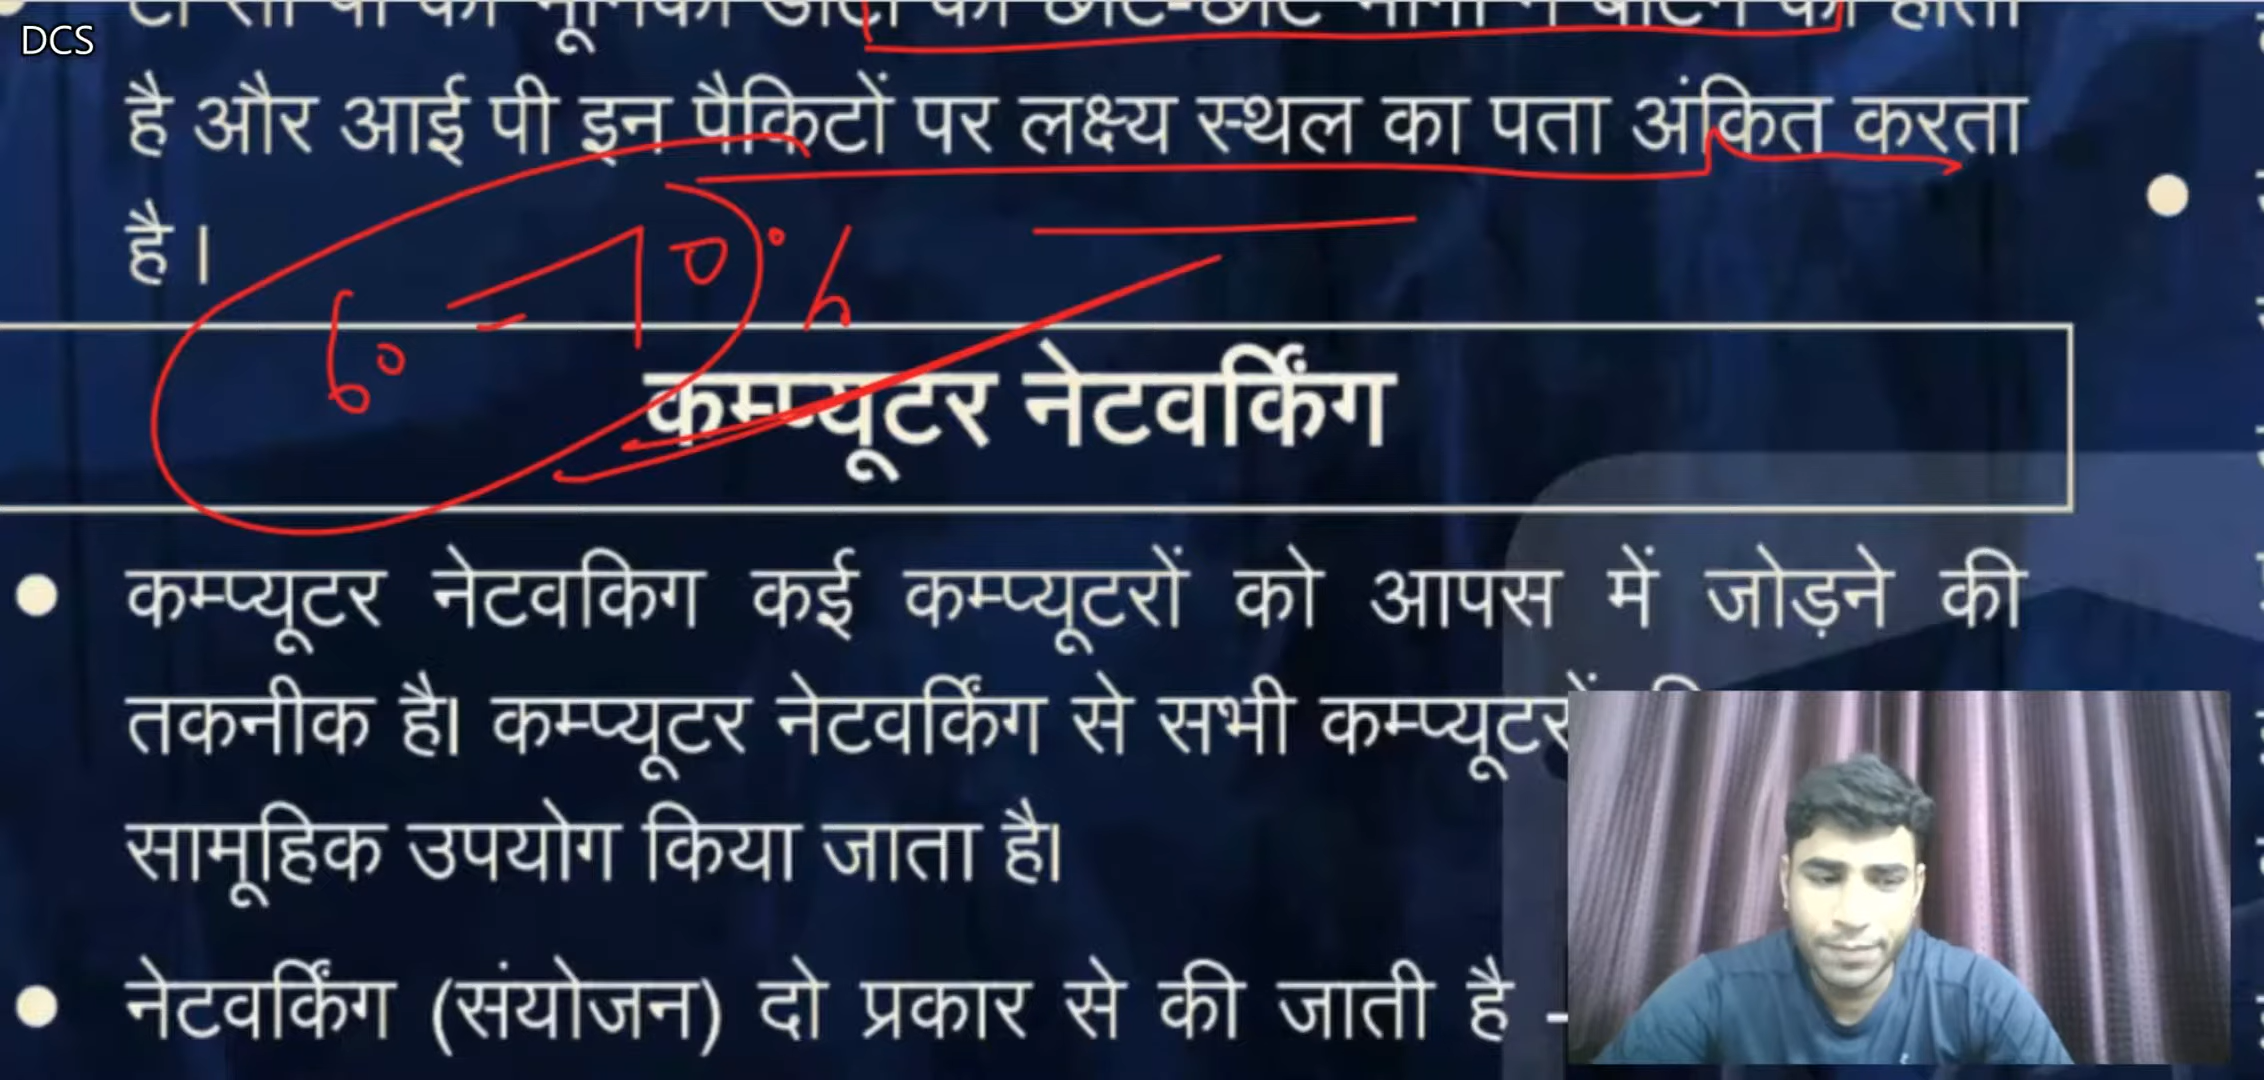 DCS
टी सी पी की भूमिका डाटा को छोटे-छोटे भागों में बांटने की होती
है और आई पी इन पैकिटों पर लक्ष्य स्थल का पता अंकित करता
है ।
60 - 70 %
कम्प्यूटर नेटवर्किंग
कम्प्यूटर नेटवकिग कई कम्प्यूटरों को आपस में जोड़ने की
तकनीक है। कम्प्यूटर नेटवर्किंग से सभी कम्प्यूटर
सामूहिक उपयोग किया जाता है।
नेटवर्किंग (संयोजन) दो प्रकार से की जाती है -